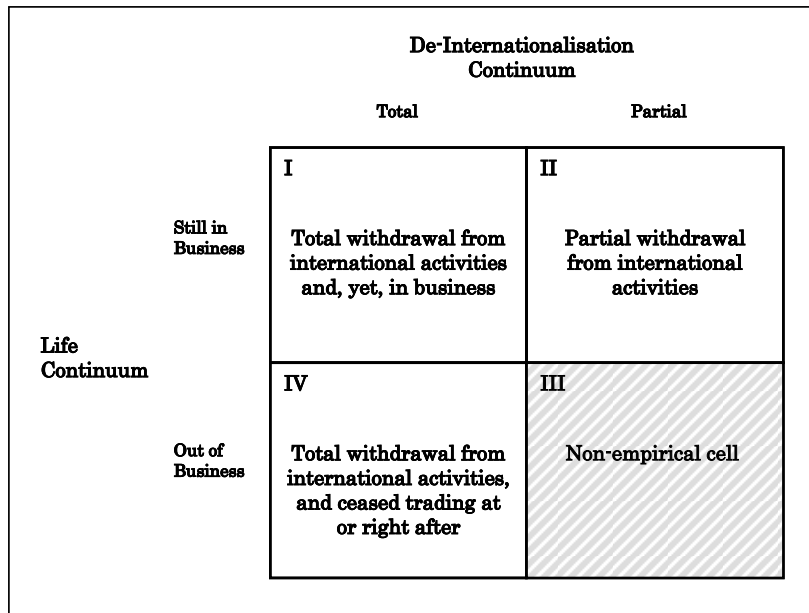 De-Internationalisation
Continuum
Total
Partial
I
II
Still in
Business
Total withdrawal from
international activities
and, yet, in business
Partial withdrawal
from international
activities
Life
Continuum
IV
III
Out of
Business
Total withdrawal from
international activities,
and ceased trading at
or right after
Non-empirical cell